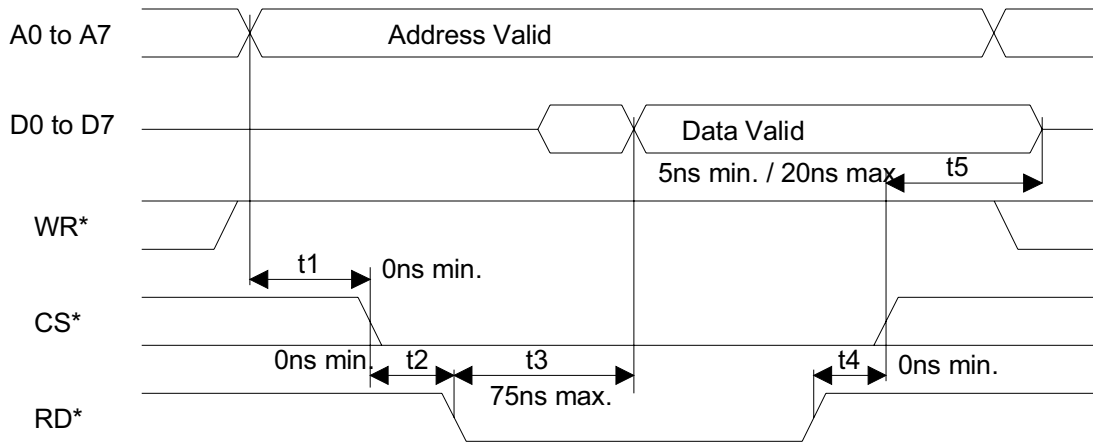 A0 to A7
Address Valid
D0 to D7
Data Valid
5ns min. / 20ns max
t5
WR*
t1
0ns min.
CS*
0ns min.
t2
t3
t4
0ns min.
75ns max.
RD*